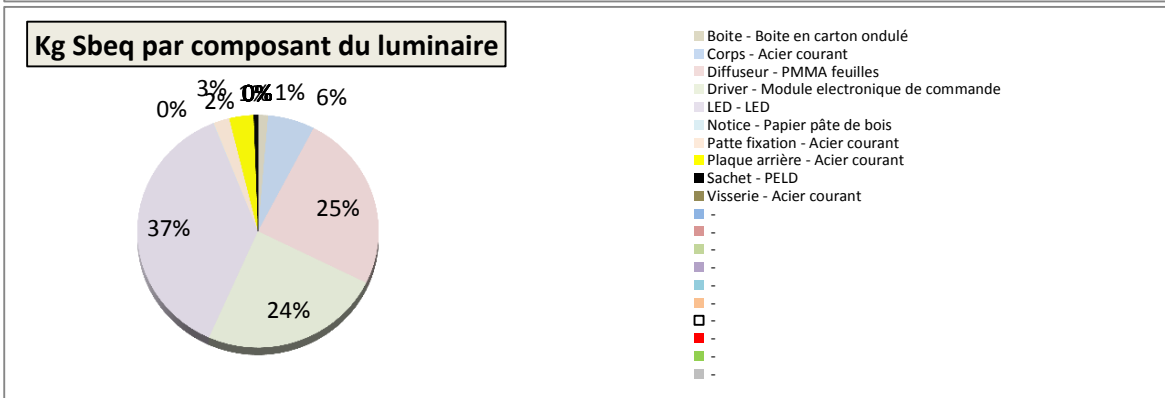 Kg Sbeq par composant du luminaire
0%
3%
2%
0%
1%
6%
25%
24%
37%
Boite - Boite en carton ondulé
Corps - Acier courant
Diffuseur - PMMA feuilles
Driver - Module electronique de commande
LED - LED
Notice - Papier pâte de bois
Patte fixation - Acier courant
Plaque arrière - Acier courant
Sachet - PELD
Visserie - Acier courant
-
-
-
-
-
-
-
-
-
-